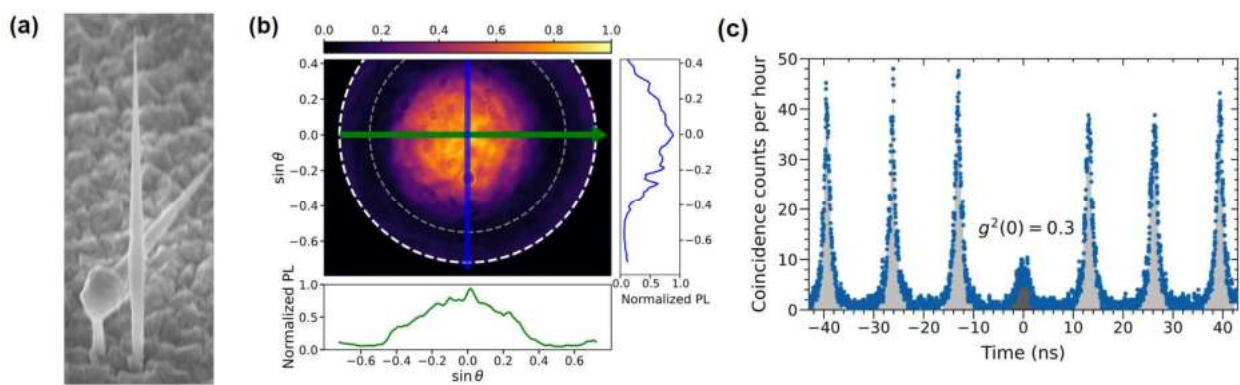 (a)
(b)
0.0 0.2 0.4 0.6 0.8 1.0
0.4
0.2
0.0
−0.2
−0.4
−0.6
sin θ
0.4
0.2
0.0
−0.2
−0.4
−0.6
0.0 0.5 1.0
Normalized PL
1.0
0.5
0.0
Normalized PL
−0.6 −0.4 −0.2 0.0 0.2 0.4 0.6
sin θ
(c)
50
40
30
20
10
0
Coincidence counts per hour
g²(0) = 0.3
−40 −30 −20 −10 0 10 20 30 40
Time (ns)